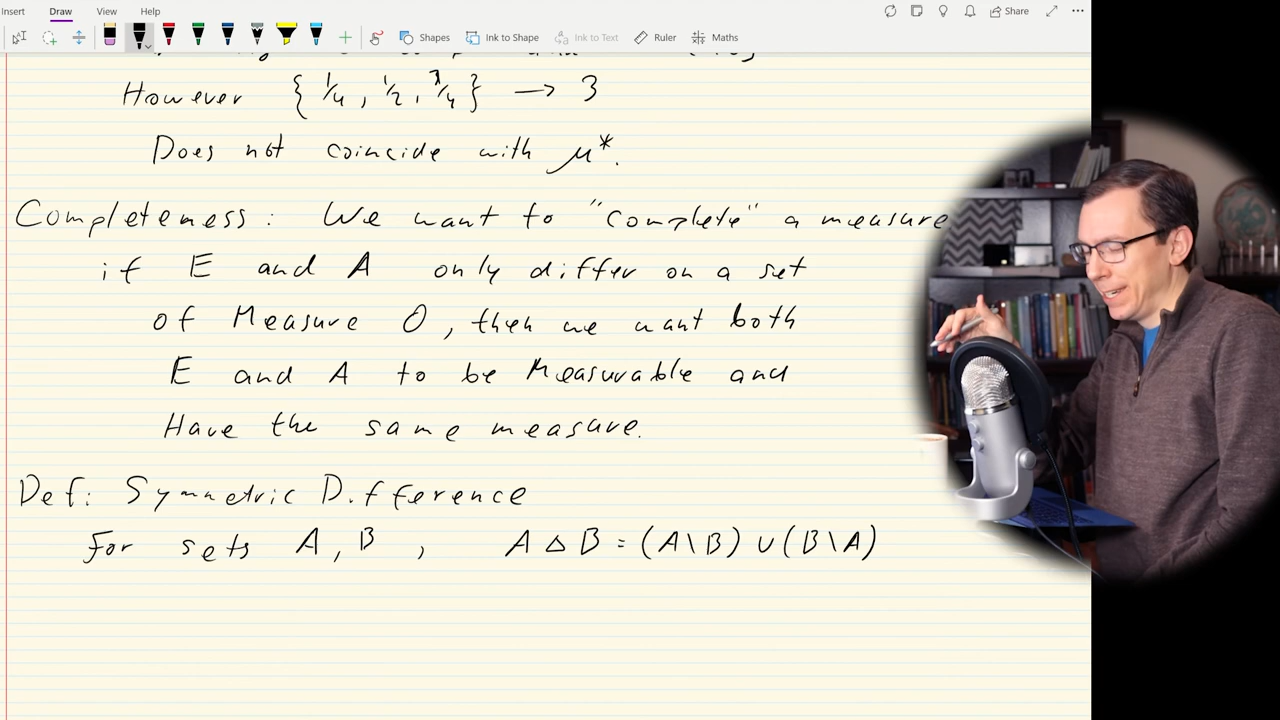 Insert Draw View Help Share
Shapes Ink to Shape Ink to Text Ruler Maths
However { 1/4 , 1/2 , 3/4 } → 3
Does not coincide with μ*.
Completeness : We want to "complete" a measure
if E and A only differ on a set
of Measure 0 , then we want both
E and A to be Measurable and
Have the same measure.
Def: Symmetric Difference
For sets A , B , A △ B = (A \ B) ∪ (B \ A)